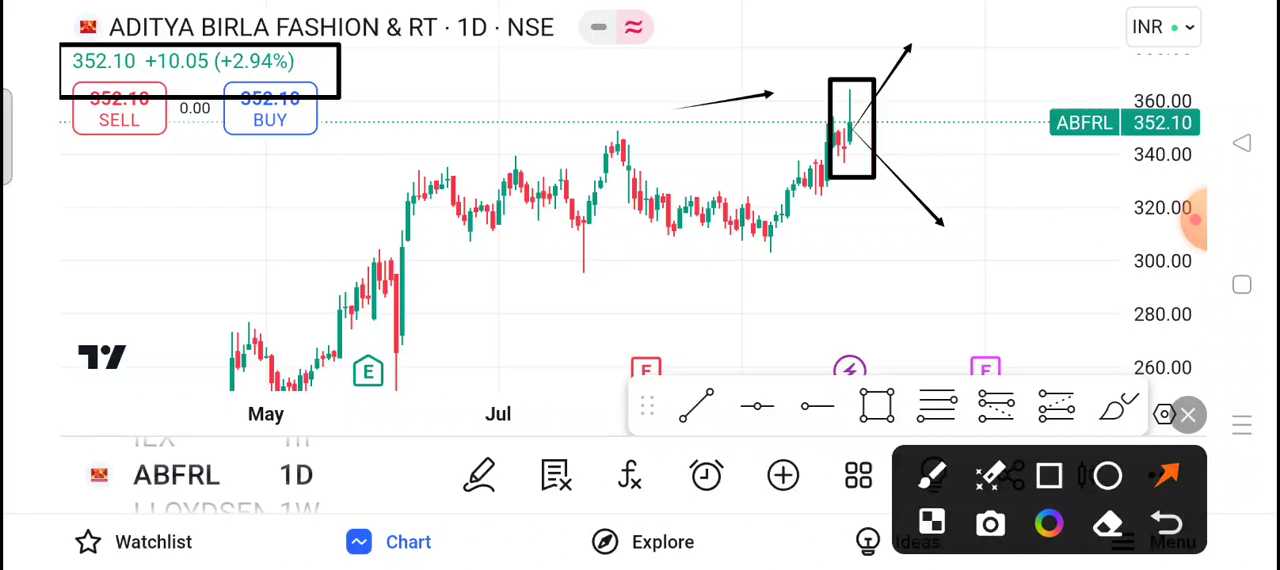 ADITYA BIRLA FASHION & RT · 1D · NSE
INR
352.10 +10.05 (+2.94%)
352.10 0.00 352.10
SELL BUY
360.00
ABFRL 352.10
340.00
320.00
300.00
280.00
260.00
E E E
May Jul
ABFRL 1D
LLOYDSEN 1W
Watchlist Chart Explore Ideas Menu